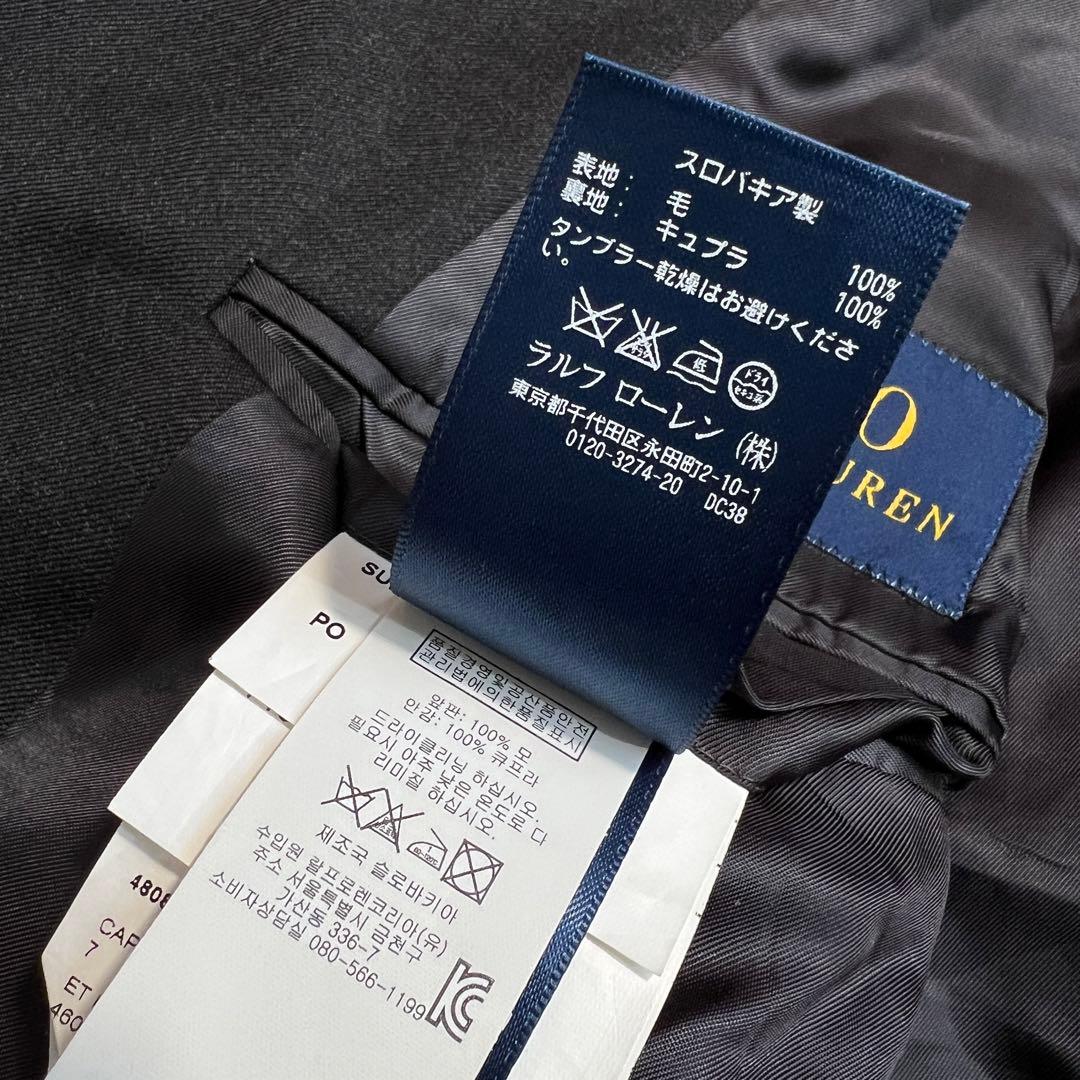 スロバキア製
表地： 毛 100%
裏地： キュプラ 100%
タンブラー乾燥はお避けくださ
い。
低
ドライ
セキユ系
ラルフ ローレン (株)
東京都千代田区永田町2-10-1
0120-3274-20 DC38
O
UREN
SU
PO
품질경영및공산품안전
관리법에의한품질표시
앞판: 100% 모
안감: 100% 큐프라
드라이클리닝 하십시오.
필요시 아주 낮은 온도로 다
리미질 하십시오.
제조국 슬로바키아
수입원 랄프로렌코리아(유)
주소 서울특별시 금천구
가산동 336-7
소비자상담실 080-566-1199
4808
CAP
7
ET
460